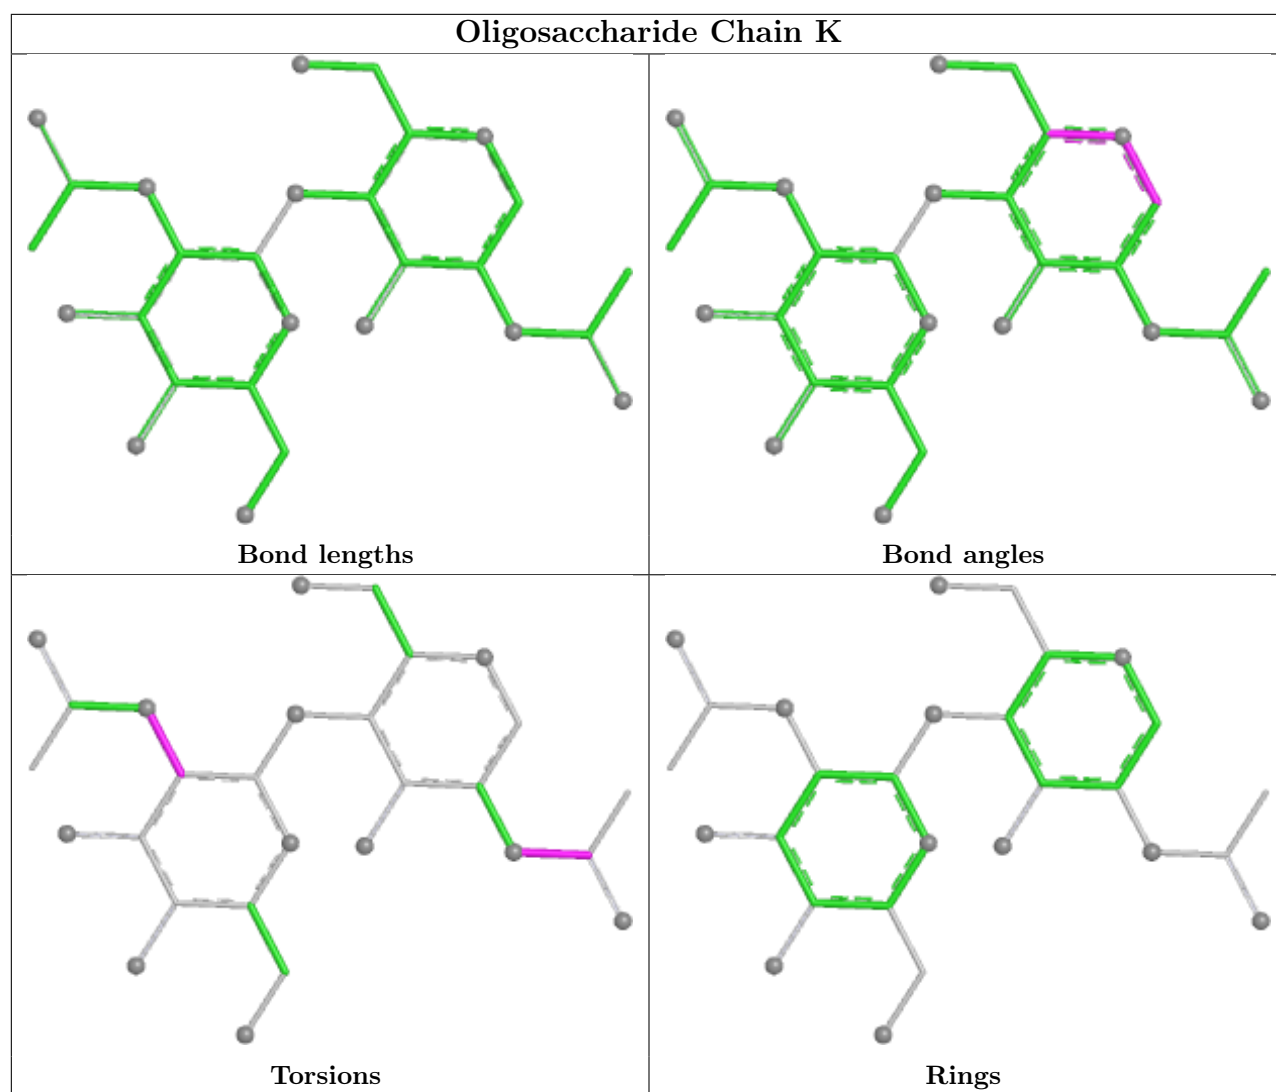 Oligosaccharide Chain K
Bond lengths
Bond angles
Torsions
Rings